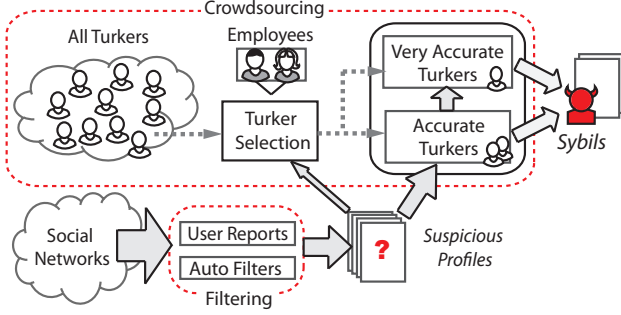 Crowdsourcing
All Turkers
Employees
Very Accurate
Turkers
Turker
Selection
Accurate
Turkers
Sybils
Social
Networks
User Reports
Auto Filters
Filtering
?
Suspicious
Profiles